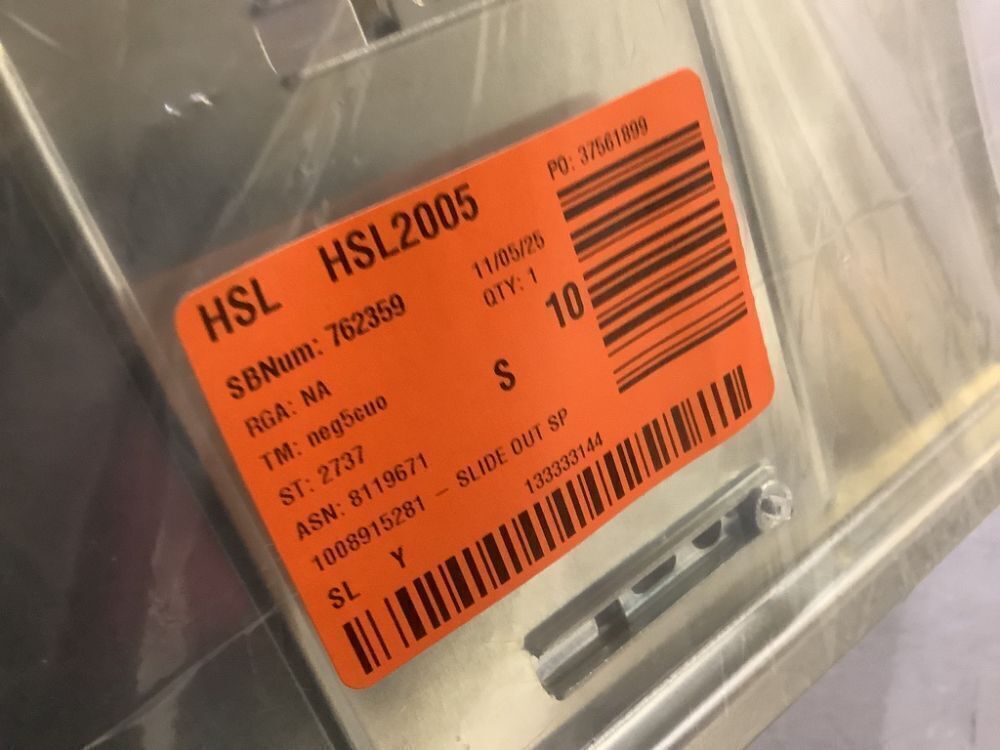 HSL HSL2005
PO: 37561899
SBNum: 762359 11/05/25
RGA: NA QTY: 1
TM: neg5cuo S 10
ST: 2737
ASN: 8119671
1008915281 - SLIDE OUT SP
SL Y 133333144